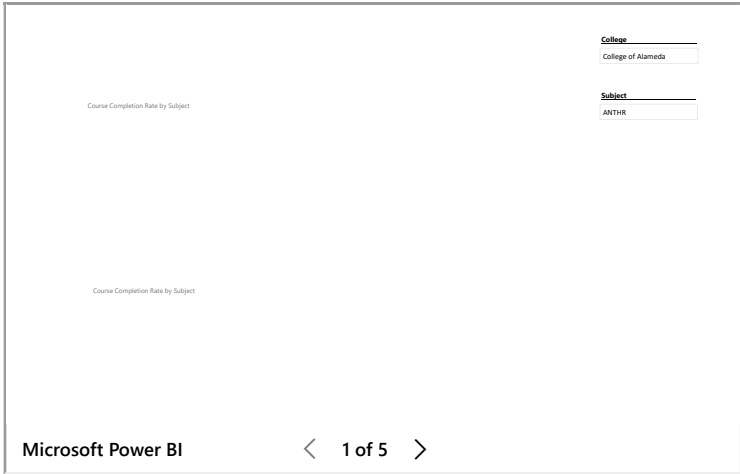 College
College of Alameda
Course Completion Rate by Subject
Subject
ANTHR
Course Completion Rate by Subject
Microsoft Power BI
1 of 5